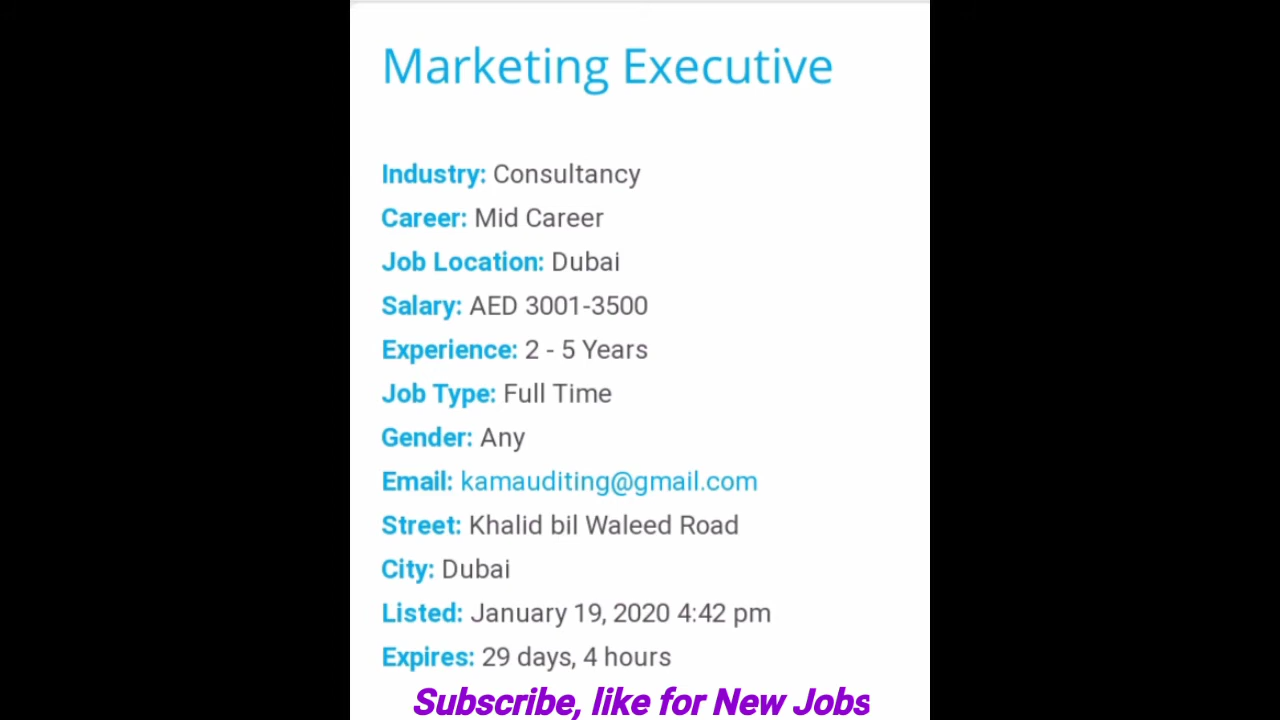 Marketing Executive
Industry: Consultancy
Career: Mid Career
Job Location: Dubai
Salary: AED 3001-3500
Experience: 2 - 5 Years
Job Type: Full Time
Gender: Any
Email: kamauditing@gmail.com
Street: Khalid bil Waleed Road
City: Dubai
Listed: January 19, 2020 4:42 pm
Expires: 29 days, 4 hours
Subscribe, like for New Jobs